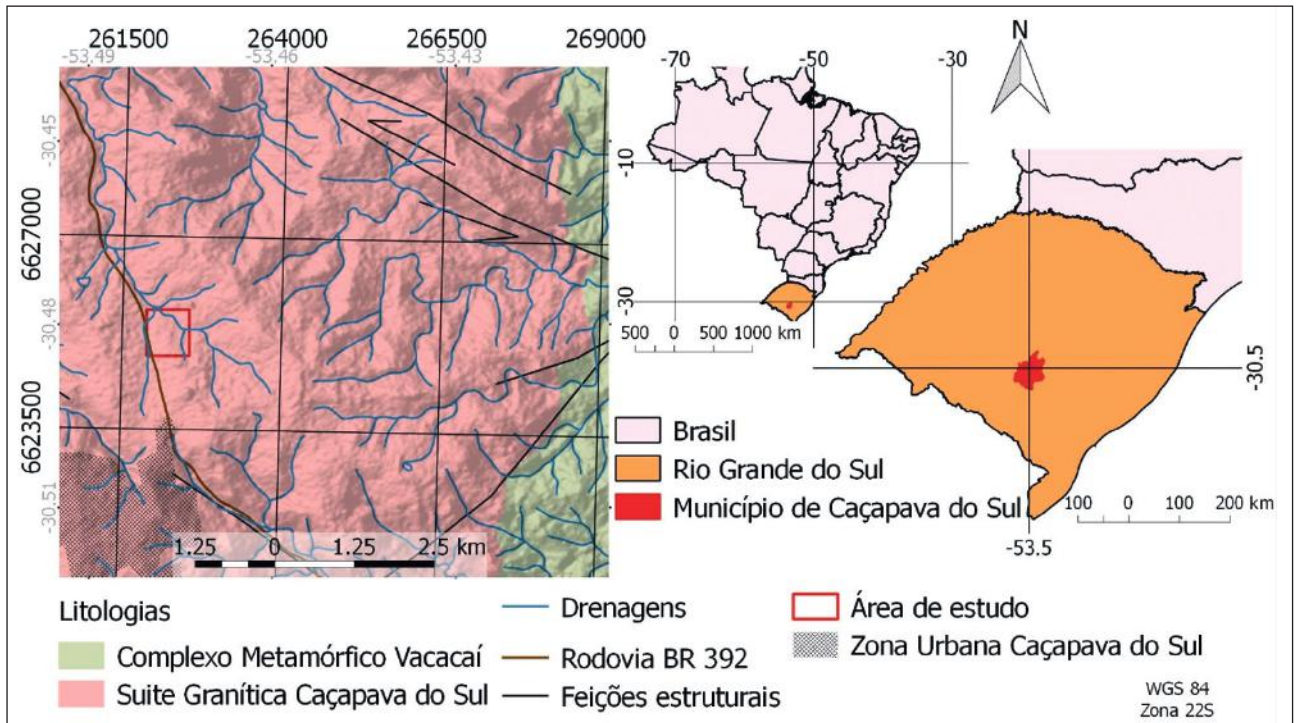 261500 264000 266500 269000
-53.49 -53.46 -53.43
-30.45
6627000
-30.48
6623500
-30.51
1.25 0 1.25 2.5 km
-70 -50 -30
-10
-30
500 0 500 1000 km
N
-30.5
-53.5
100 0 100 200 km
Brasil
Rio Grande do Sul
Município de Caçapava do Sul
Litologias
Complexo Metamórfico Vacacaí
Suite Granítica Caçapava do Sul
Drenagens
Rodovia BR 392
Feições estruturais
Área de estudo
Zona Urbana Caçapava do Sul
WGS 84
Zona 22S